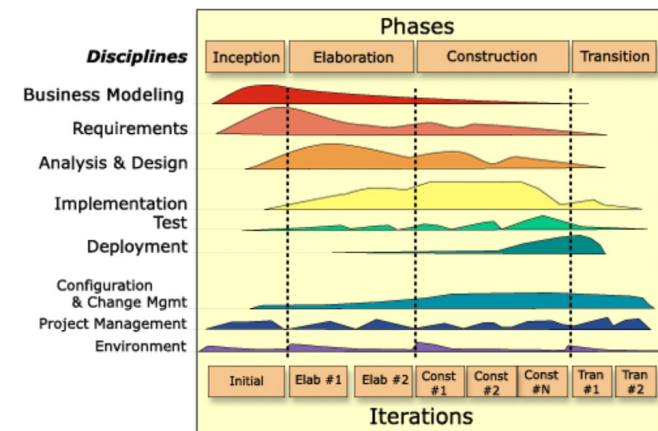 Phases
Disciplines
Inception
Elaboration
Construction
Transition
Business Modeling
Requirements
Analysis & Design
Implementation
Test
Deployment
Configuration
& Change Mgmt
Project Management
Environment
Initial
Elab #1
Elab #2
Const
#1
Const
#2
Const
#N
Tran
#1
Tran
#2
Iterations